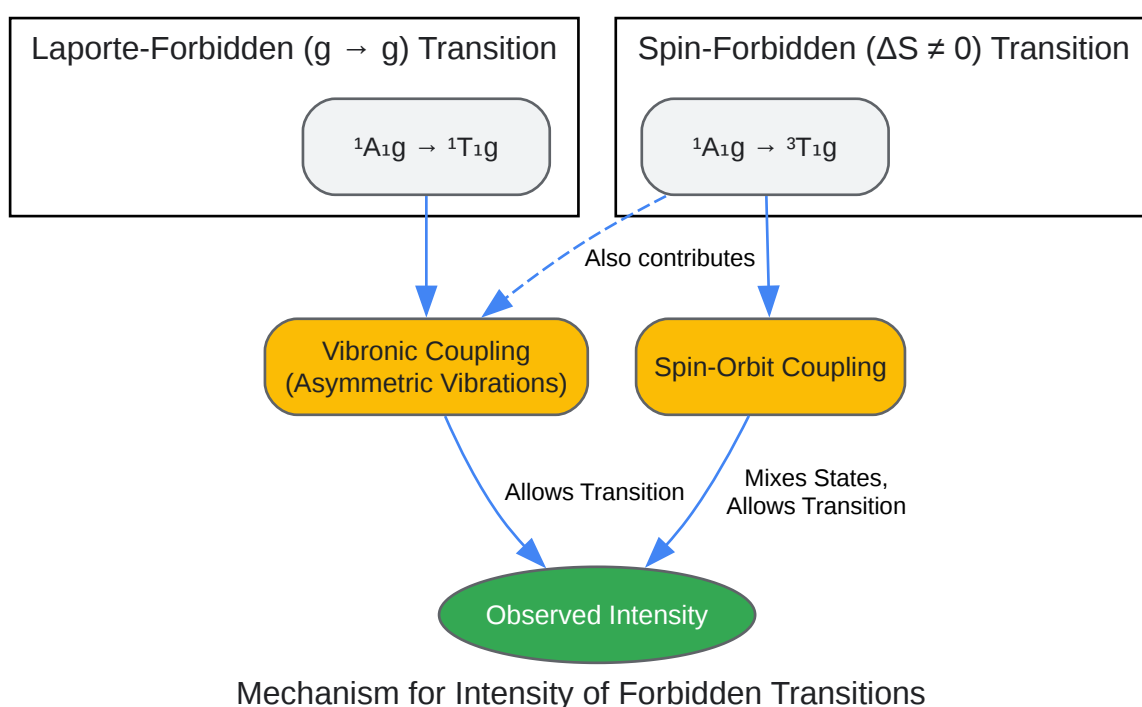 Laporte-Forbidden (g → g) Transition
Spin-Forbidden (ΔS ≠ 0) Transition
¹A₁g → ¹T₁g
¹A₁g → ³T₁g
Also contributes
Vibronic Coupling
(Asymmetric Vibrations)
Spin-Orbit Coupling
Allows Transition
Mixes States,
Allows Transition
Observed Intensity
Mechanism for Intensity of Forbidden Transitions